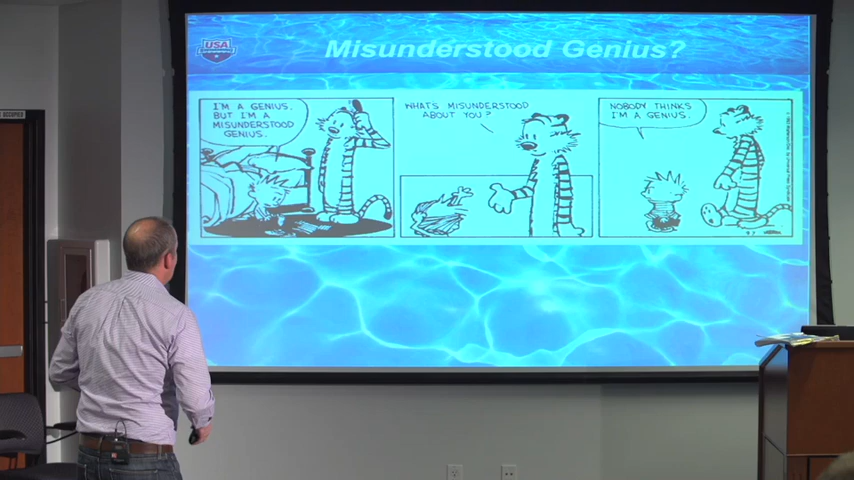 USA
Misunderstood Genius?
I'M A GENIUS,
BUT I'M A
MISUNDERSTOOD
GENIUS.
WHAT'S MISUNDERSTOOD
ABOUT YOU?
NOBODY THINKS
I'M A GENIUS.